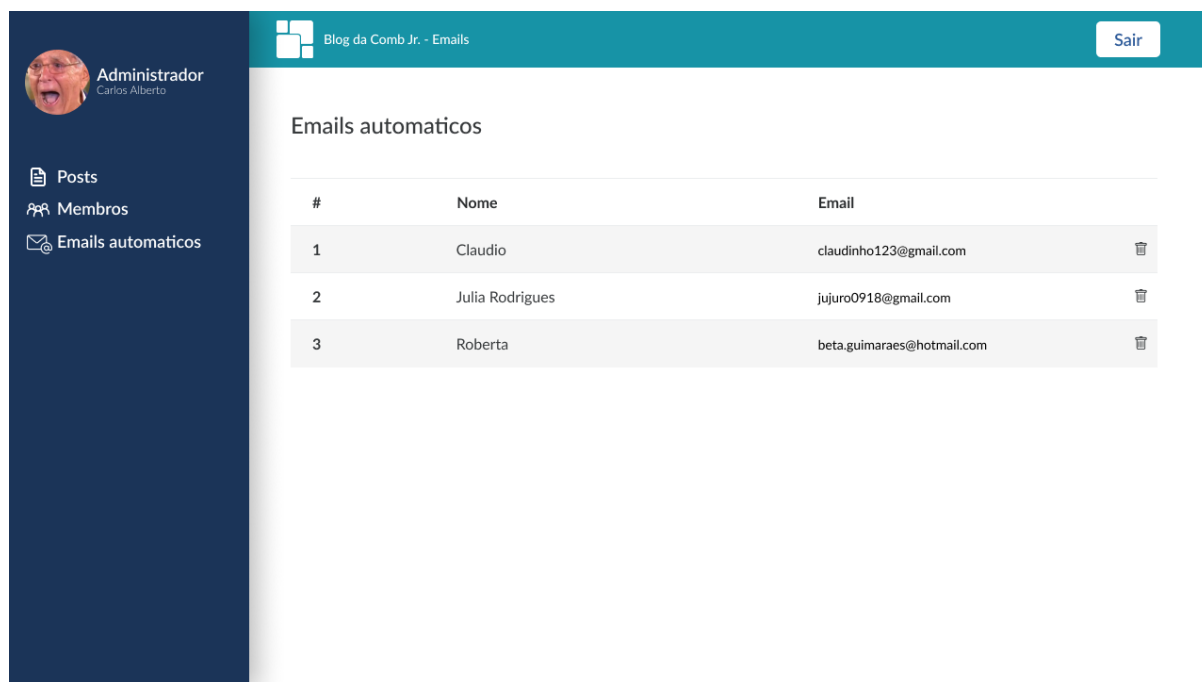 Administrador
Carlos Alberto
Posts
Membros
Emails automaticos
Blog da Comb Jr. - Emails
Sair
Emails automaticos
# Nome Email
1 Claudio claudinho123@gmail.com
2 Julia Rodrigues jujuro0918@gmail.com
3 Roberta beta.guimaraes@hotmail.com